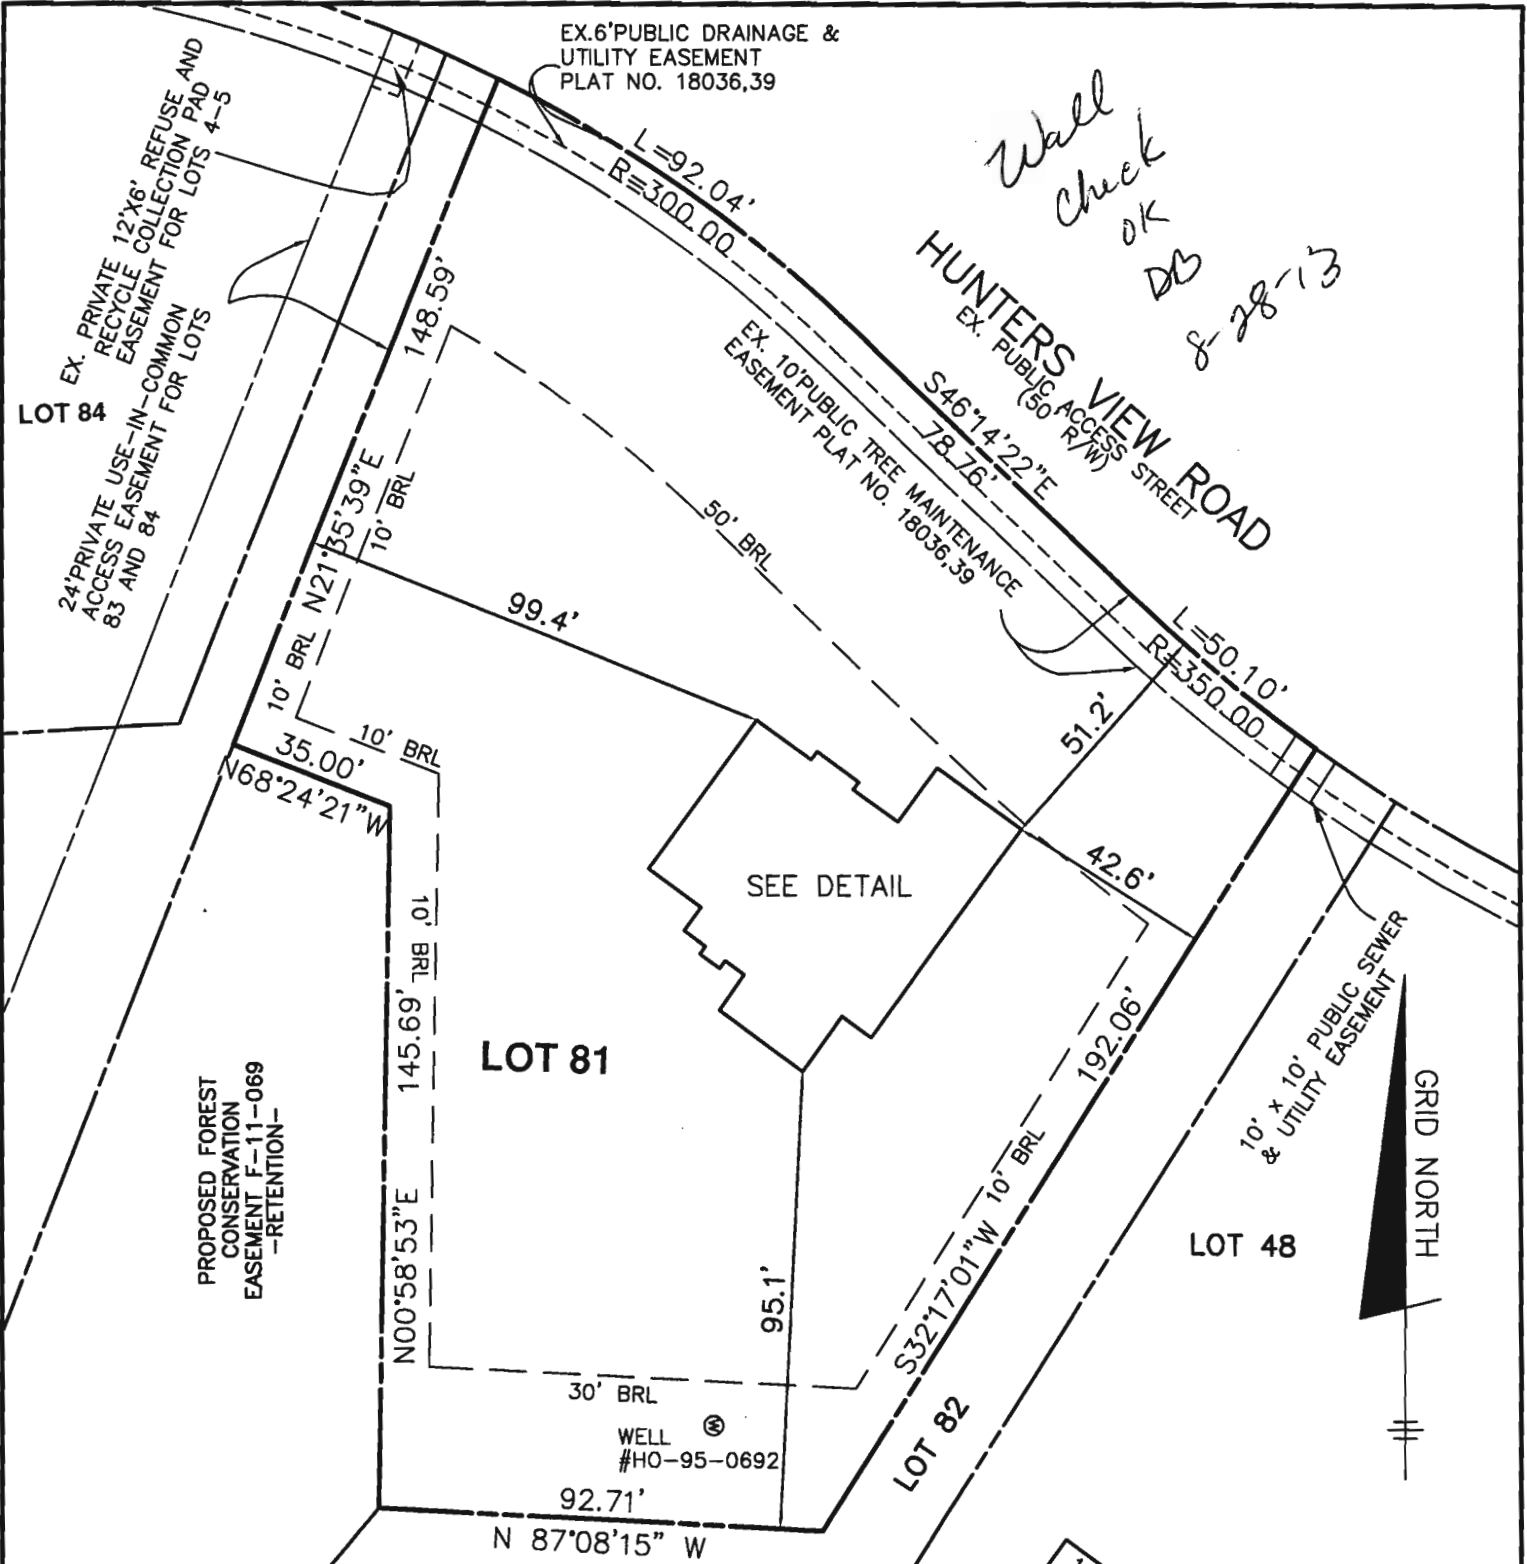 EX.6'PUBLIC DRAINAGE &
UTILITY EASEMENT
PLAT NO. 18036,39
Wall
Check
OK
DB
8-28-13
EX. PRIVATE 12'X6' REFUSE AND
RECYCLE COLLECTION PAD
EASEMENT FOR LOTS 4-5
24'PRIVATE USE-IN-COMMON
ACCESS EASEMENT FOR LOTS
83 AND 84
LOT 84
L=92.04'
R=300.00
HUNTERS VIEW ROAD
EX. PUBLIC ACCESS STREET
(50' R/W)
S46°14'22"E
78.76'
EX. 10'PUBLIC TREE MAINTENANCE
EASEMENT PLAT NO. 18036,39
148.59'
N21°35'39"E
10' BRL
10' BRL
50' BRL
99.4'
L=50.10'
R=350.00
51.2'
10' BRL
35.00'
N68°24'21"W
42.6'
SEE DETAIL
10' BRL
145.69'
N00°58'53"E
LOT 81
192.06'
10' BRL
S32°17'01"W
10' x 10' PUBLIC SEWER
& UTILITY EASEMENT
GRID NORTH
PROPOSED FOREST
CONSERVATION
EASEMENT F-11-069
-RETENTION-
LOT 48
95.1'
30' BRL
W
WELL
#HO-95-0692
LOT 82
92.71'
N 87°08'15" W